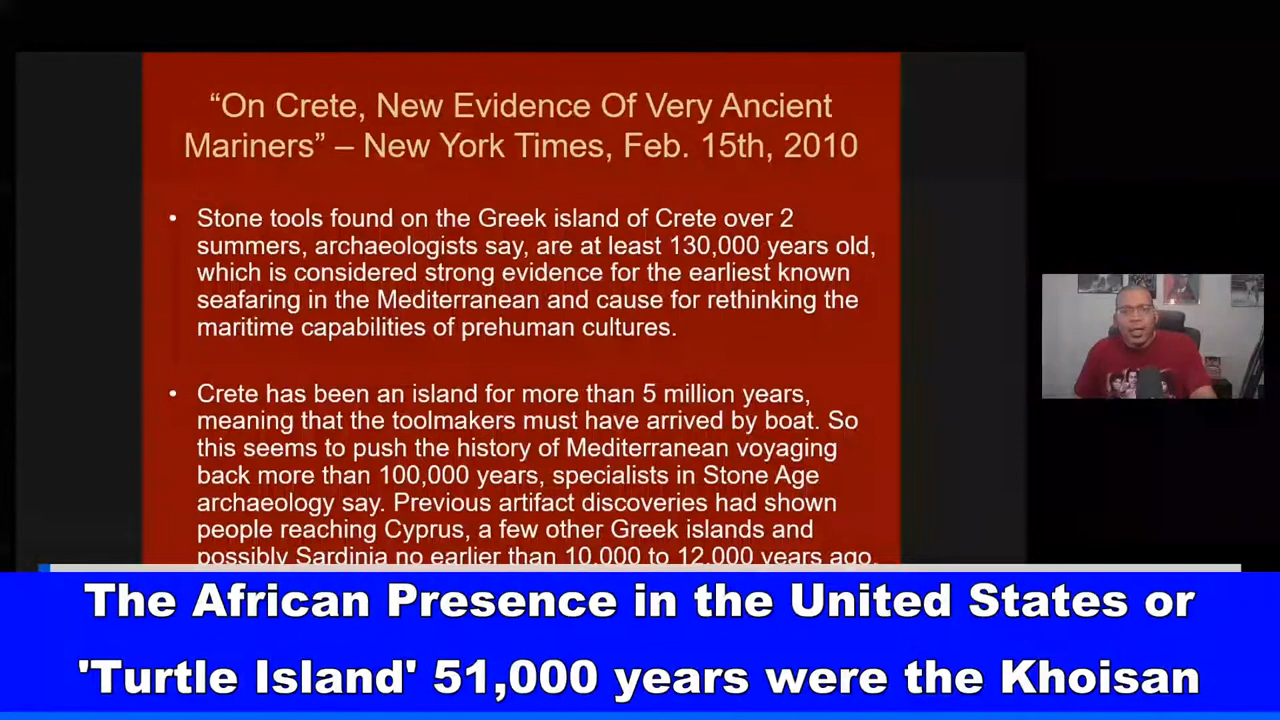 “On Crete, New Evidence Of Very Ancient
Mariners” – New York Times, Feb. 15th, 2010
• Stone tools found on the Greek island of Crete over 2
summers, archaeologists say, are at least 130,000 years old,
which is considered strong evidence for the earliest known
seafaring in the Mediterranean and cause for rethinking the
maritime capabilities of prehuman cultures.
• Crete has been an island for more than 5 million years,
meaning that the toolmakers must have arrived by boat. So
this seems to push the history of Mediterranean voyaging
back more than 100,000 years, specialists in Stone Age
archaeology say. Previous artifact discoveries had shown
people reaching Cyprus, a few other Greek islands and
possibly Sardinia no earlier than 10,000 to 12,000 years ago.
The African Presence in the United States or
'Turtle Island' 51,000 years were the Khoisan